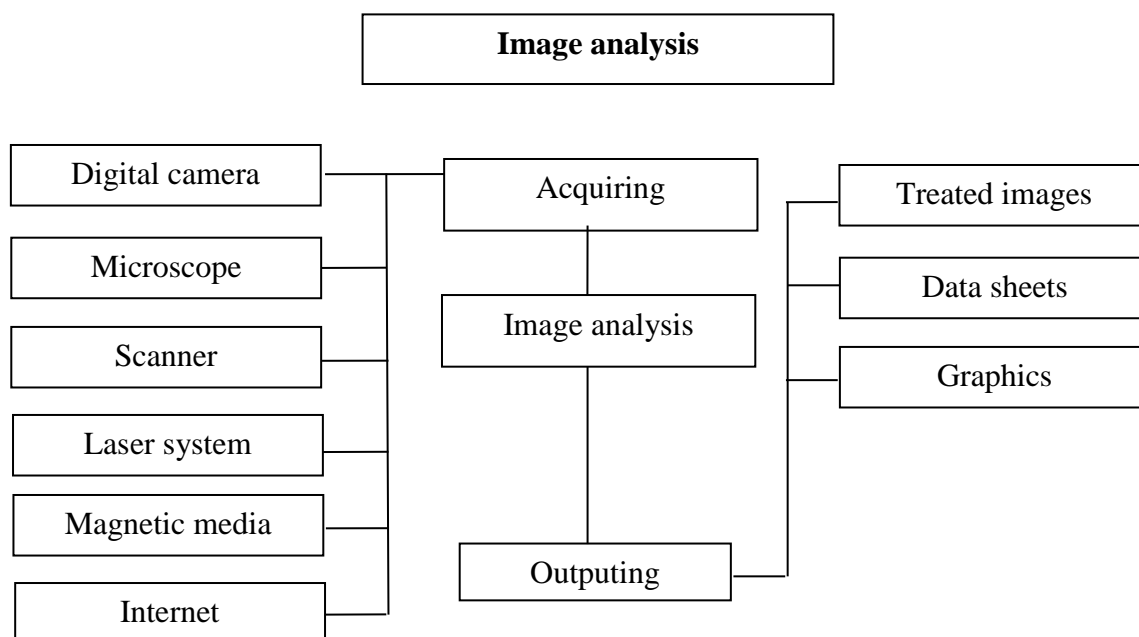 Image analysis
Digital camera
Microscope
Scanner
Laser system
Magnetic media
Internet
Acquiring
Image analysis
Outputing
Treated images
Data sheets
Graphics